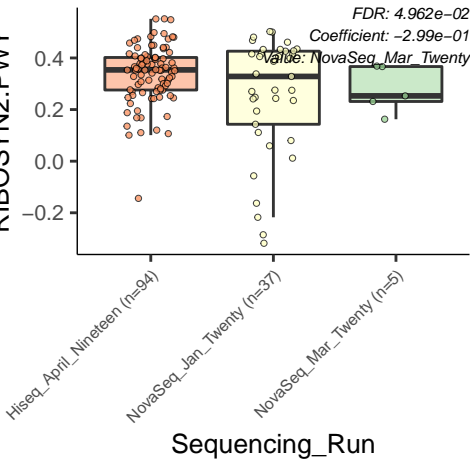 FDR: 4.962e−02
Coefficient: −2.99e−01
Value: NovaSeq_Mar_Twenty
0.4
0.2
0.0
−0.2
Hiseq_April_Nineteen (n=94)
NovaSeq_Jan_Twenty (n=37)
NovaSeq_Mar_Twenty (n=5)
Sequencing_Run